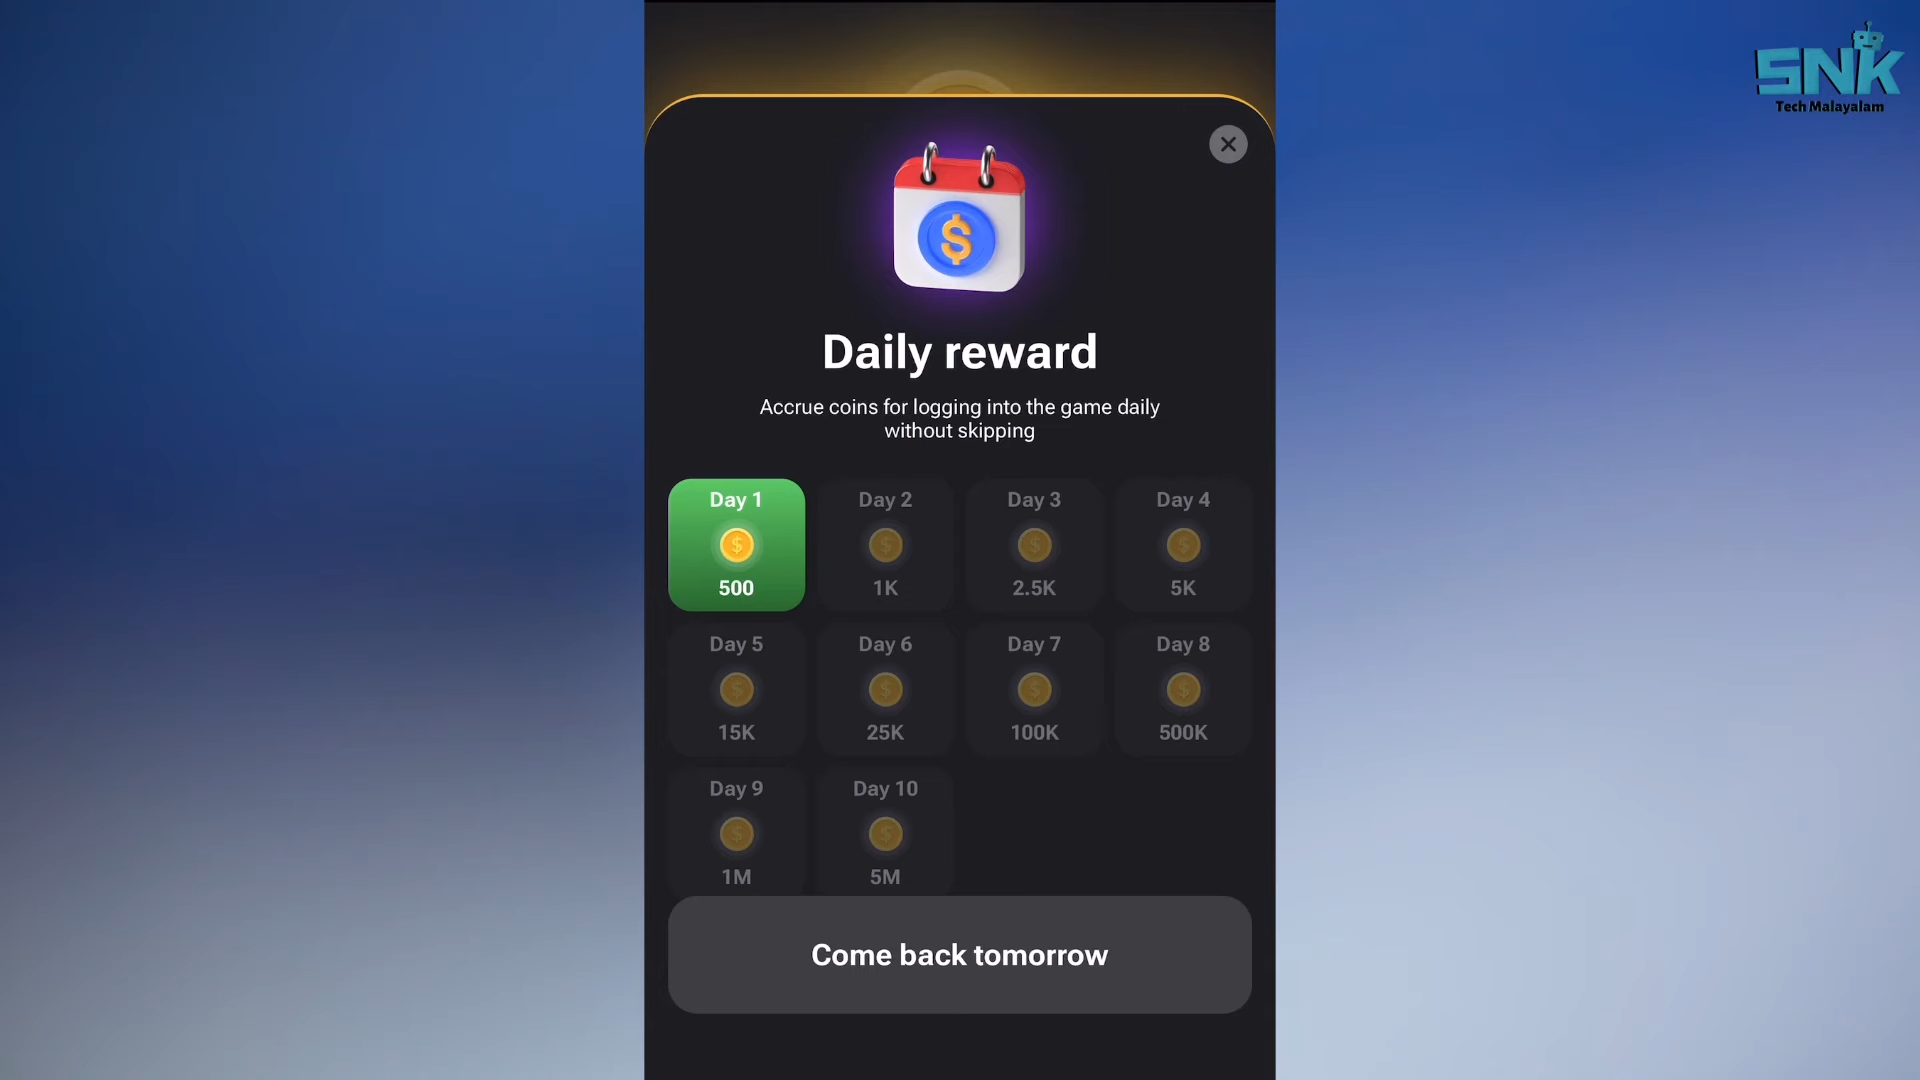 SNK
Tech Malayalam
Daily reward
Accrue coins for logging into the game daily
without skipping
Day 1
500
Day 2
1K
Day 3
2.5K
Day 4
5K
Day 5
15K
Day 6
25K
Day 7
100K
Day 8
500K
Day 9
1M
Day 10
5M
Come back tomorrow